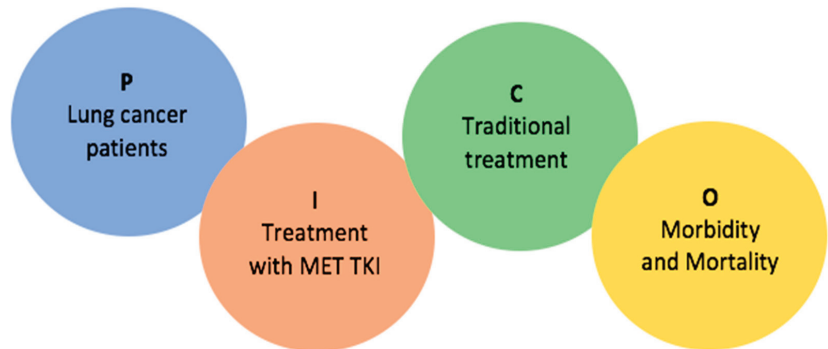 P
Lung cancer
patients
I
Treatment
with MET TKI
C
Traditional
treatment
O
Morbidity
and Mortality